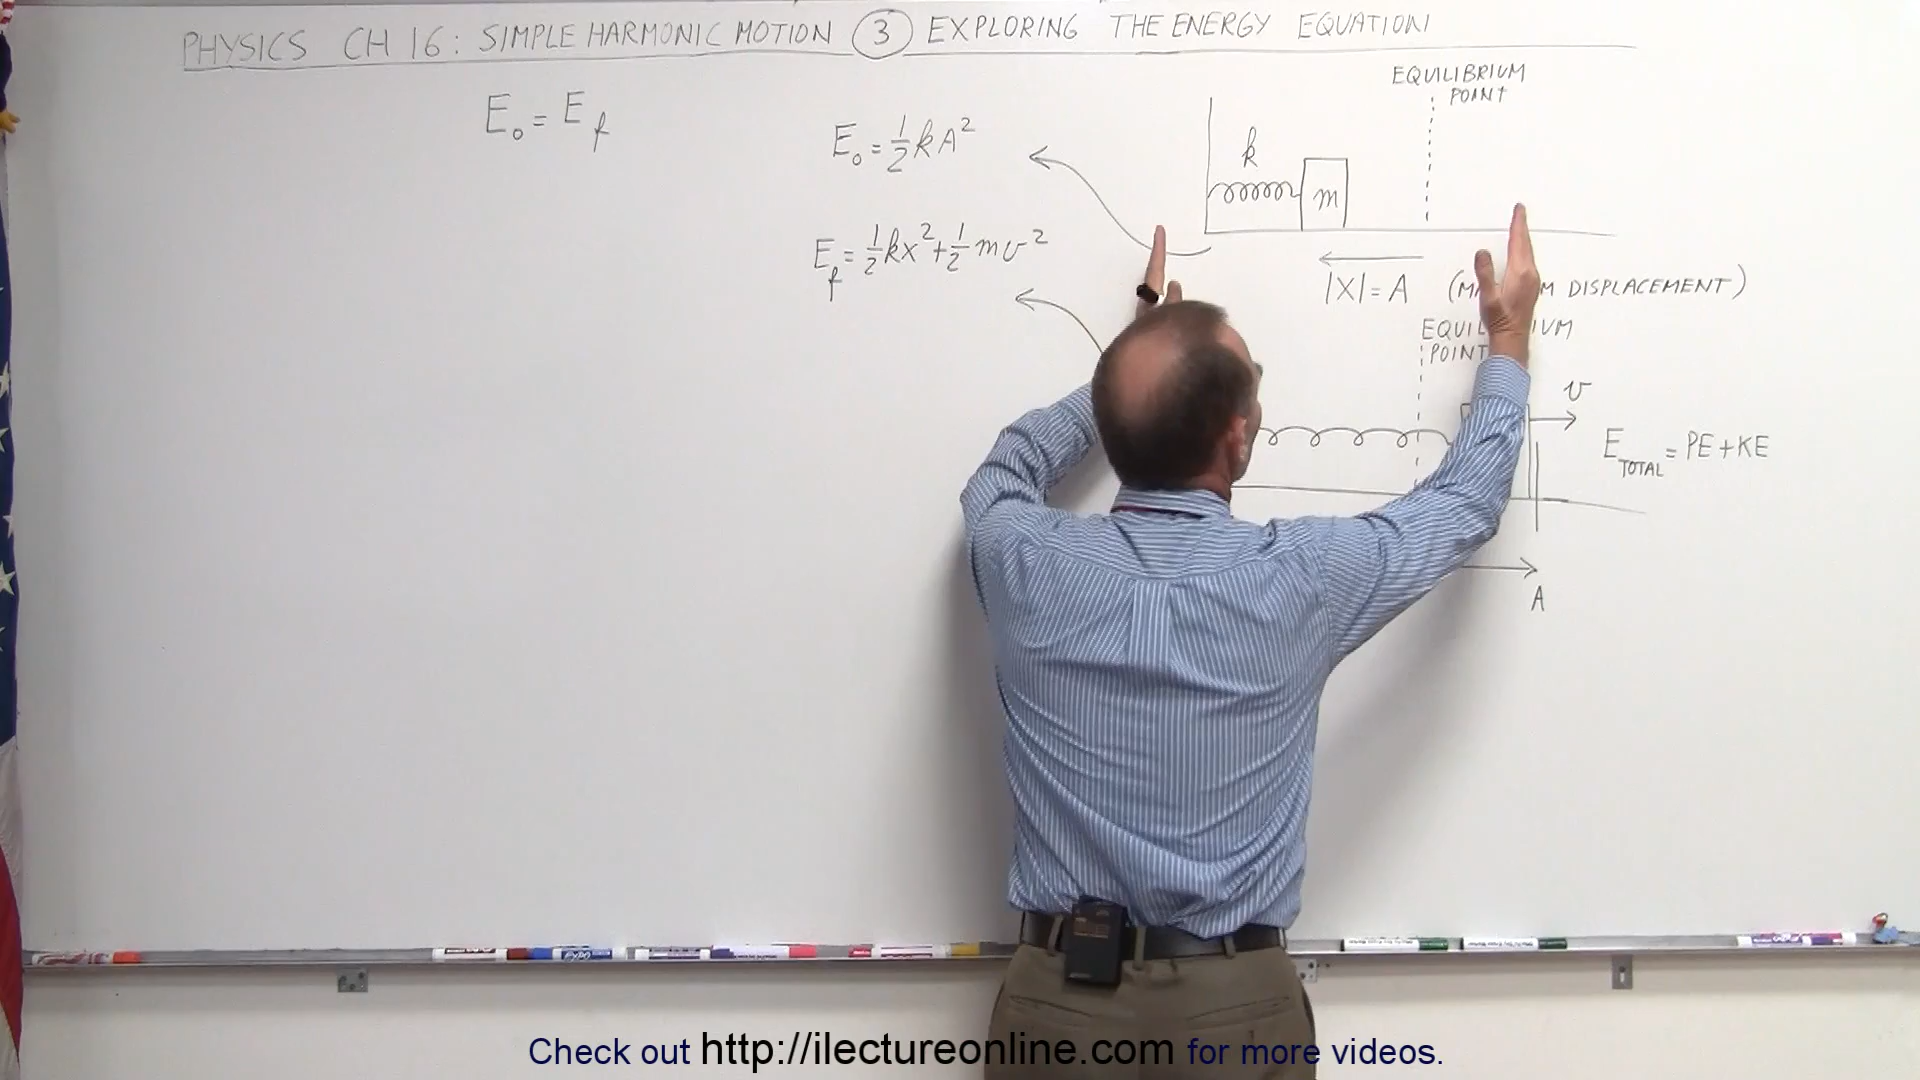 PHYSICS CH 16: SIMPLE HARMONIC MOTION 3 EXPLORING THE ENERGY EQUATION
E₀ = E_f
E₀ = ½kA²
E_f = ½kx² + ½mv²
EQUILIBRIUM
POINT
k
m
|X| = A
DISPLACEMENT)
POINT
v
E_TOTAL = PE + KE
A
Check out http://ilectureonline.com for more videos.